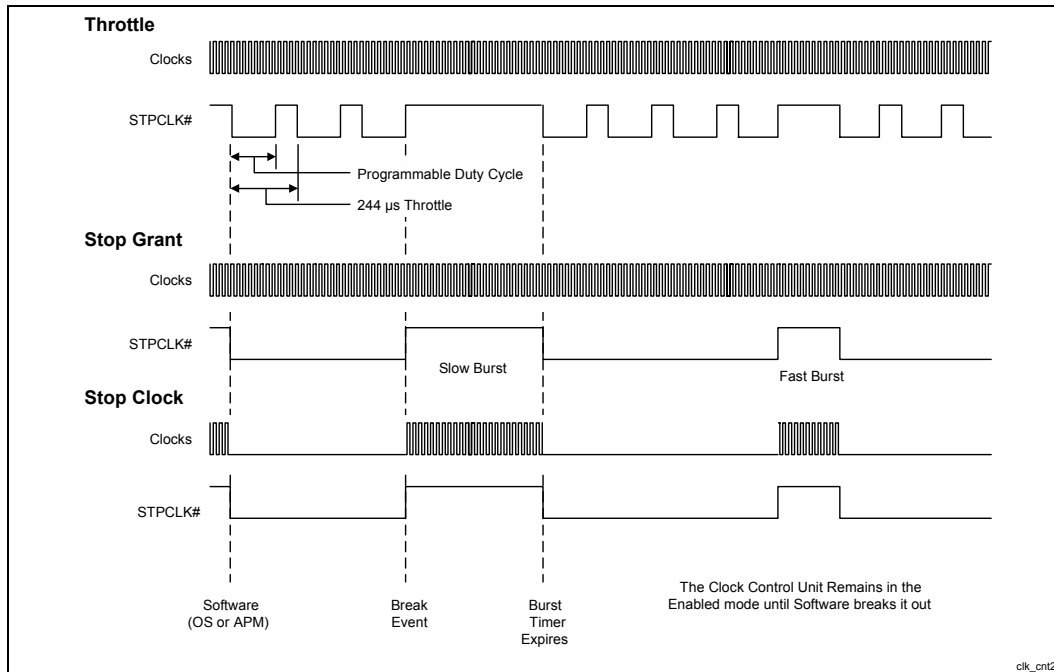 Throttle
Clocks
STPCLK#
Programmable Duty Cycle
244 µs Throttle
Stop Grant
Clocks
STPCLK#
Slow Burst
Fast Burst
Stop Clock
Clocks
STPCLK#
Software
(OS or APM)
Break
Event
Burst
Timer
Expires
The Clock Control Unit Remains in the
Enabled mode until Software breaks it out
clk_cnt2